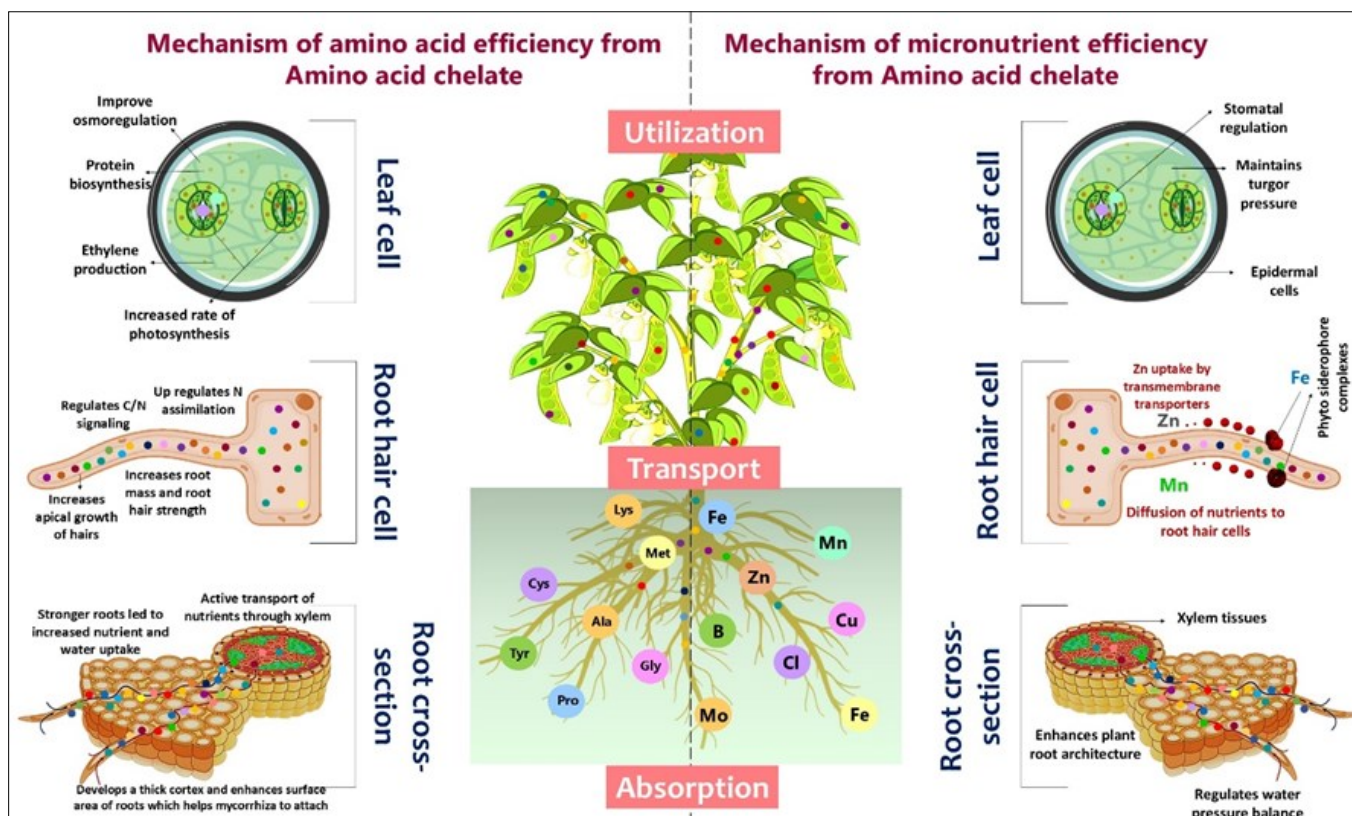 Mechanism of amino acid efficiency from
Amino acid chelate
Mechanism of micronutrient efficiency
from Amino acid chelate
Utilization
Improve
osmoregulation
Protein
biosynthesis
Ethylene
production
Increased rate of
photosynthesis
Leaf cell
Leaf cell
Stomatal
regulation
Maintains
turgor
pressure
Epidermal
cells
Regulates C/N
signaling
Up regulates N
assimilation
Increases
apical growth
of hairs
Increases root
mass and root
hair strength
Root hair cell
Transport
Root hair cell
Zn uptake by
transmembrane
transporters
Zn
Fe
Phyto siderophore
complexes
Mn
Diffusion of nutrients to
root hair cells
Lys
Fe
Mn
Met
Zn
Cys
Ala
B
Cu
Tyr
Gly
Cl
Pro
Mo
Fe
Stronger roots led to
increased nutrient and
water uptake
Active transport of
nutrients through xylem
Root cross-
section
Develops a thick cortex and enhances surface
area of roots which helps mycorrhiza to attach
Absorption
Root cross-
section
Xylem tissues
Enhances plant
root architecture
Regulates water
pressure balance